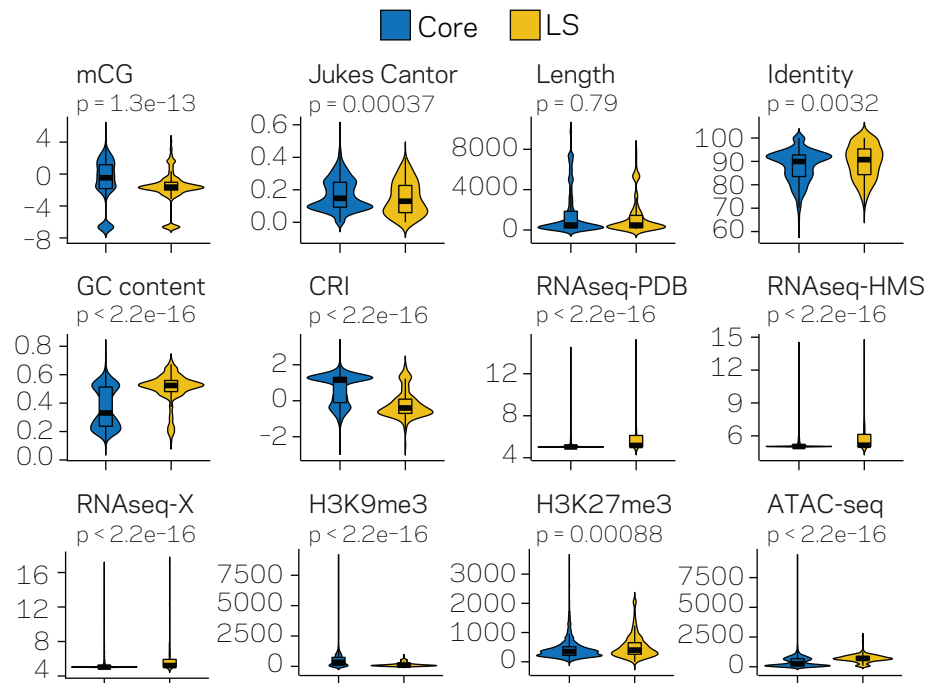 Core LS
mCG
p = 1.3e-13
4
0
-4
-8
Jukes Cantor
p = 0.00037
0.6
0.4
0.2
0.0
Length
p = 0.79
8000
4000
0
Identity
p = 0.0032
100
90
80
70
60
GC content
p < 2.2e-16
0.8
0.6
0.4
0.2
0.0
CRI
p < 2.2e-16
2
0
-2
RNAseq-PDB
p < 2.2e-16
12
8
4
RNAseq-HMS
p < 2.2e-16
15
12
9
6
RNAseq-X
p < 2.2e-16
16
12
8
4
H3K9me3
p < 2.2e-16
7500
5000
2500
0
H3K27me3
p = 0.00088
3000
2000
1000
0
ATAC-seq
p < 2.2e-16
7500
5000
2500
0